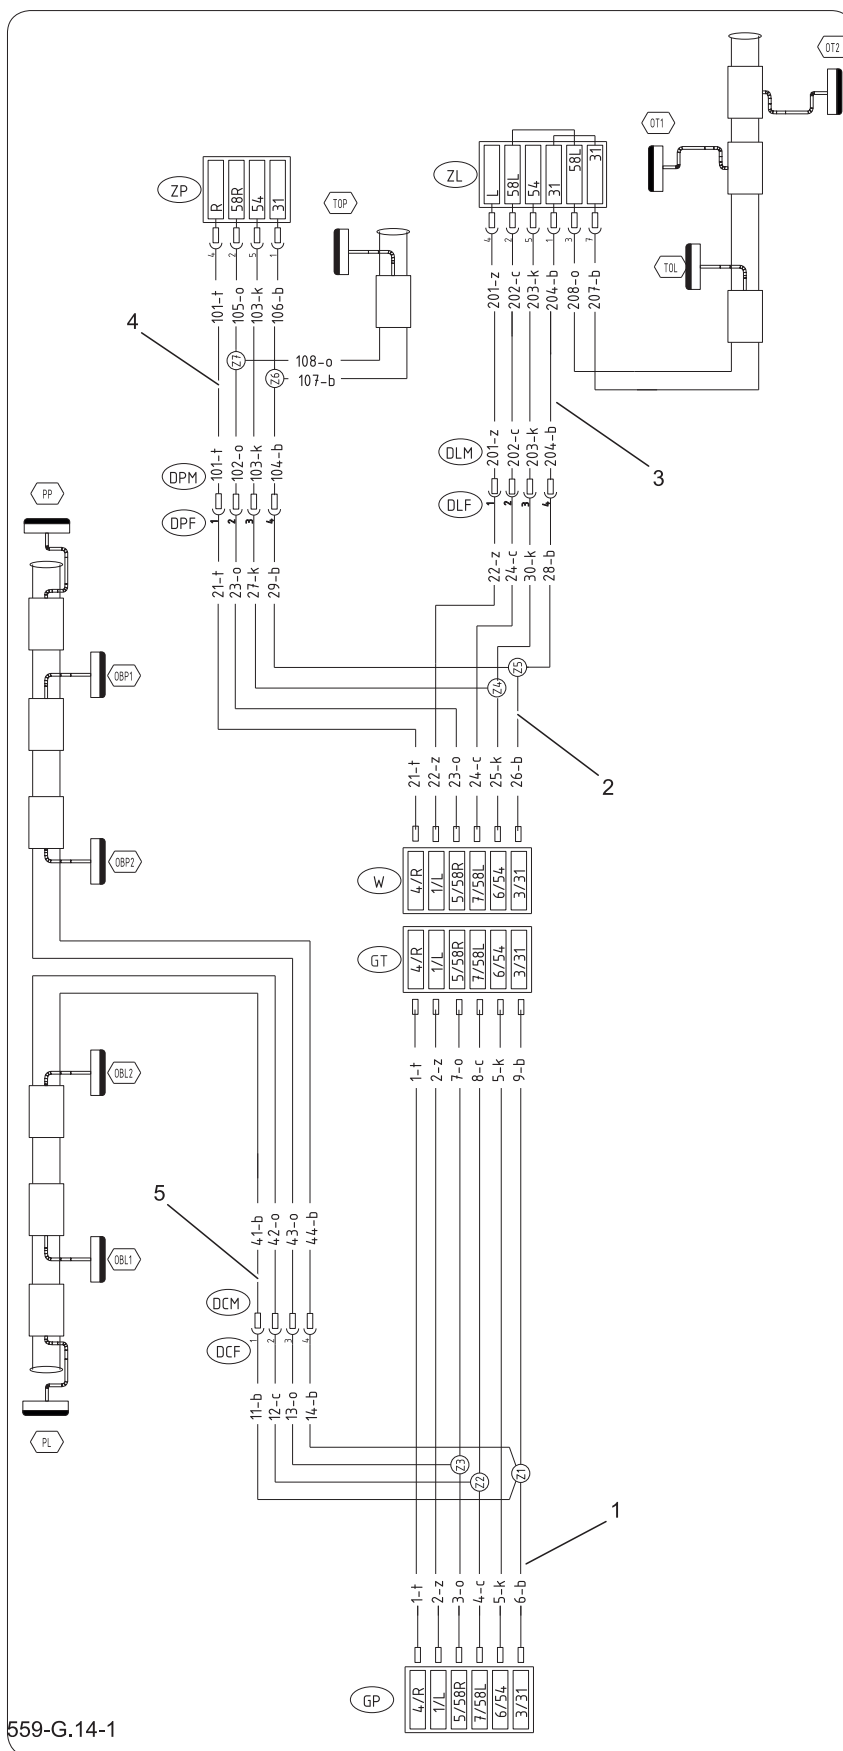 OT2
OT1
ZP
R
58R
54
31
TOP
ZL
L
58L
54
31
58L
31
TOL
4
2
5
1
4
2
5
1
3
7
101-t
105-o
103-k
106-b
201-z
202-c
203-k
204-b
208-o
207-b
4
Z7
108-o
Z6
107-b
DPM
101-t
102-o
103-k
104-b
DLM
201-z
202-c
203-k
204-b
3
PP
DPF
1
2
3
4
DLF
1
2
3
4
21-t
23-o
27-k
29-b
22-z
24-c
30-k
28-b
OBP1
Z5
Z4
2
21-t
22-z
23-o
24-c
25-k
26-b
OBP2
W
4/R
1/L
5/58R
7/58L
6/54
3/31
GT
4/R
1/L
5/58R
7/58L
6/54
3/31
OBL2
1-t
2-z
7-o
8-c
5-k
9-b
5
41-b
42-o
43-o
44-b
OBL1
DCM
DCF
1
2
3
4
11-b
12-c
13-o
14-b
PL
Z3
Z2
Z1
1
1-t
2-z
3-o
4-c
5-k
6-b
GP
4/R
1/L
5/58R
7/58L
6/54
3/31
559-G.14-1